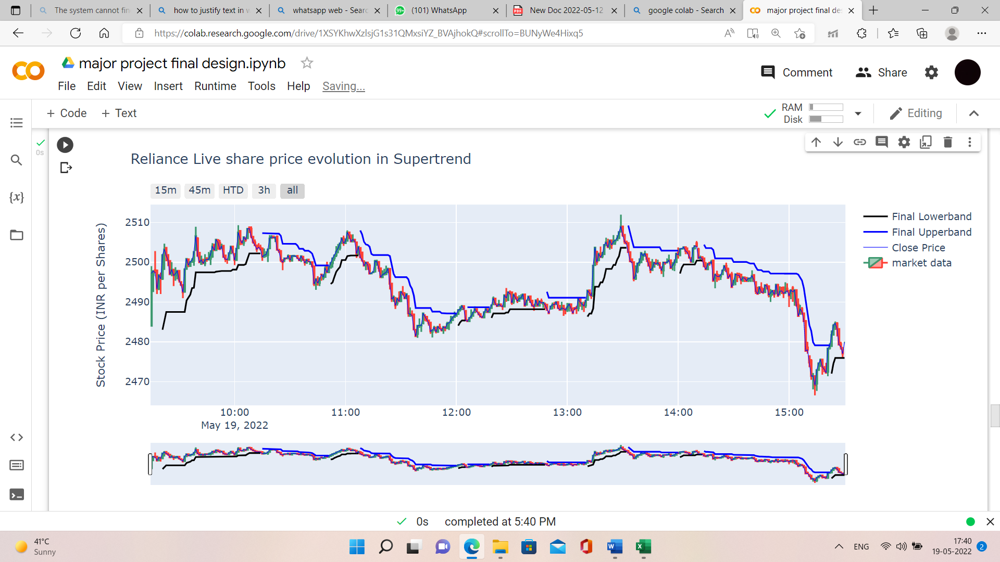 The system cannot fin
how to justify text in w
whatsapp web - Searc
99+
(101) WhatsApp
PDF
New Doc 2022-05-12
google colab - Search
major project final des
https://colab.research.google.com/drive/1XSYKhwXzIsjG1s31QMxsiYZ_BVAjhokQ#scrollTo=BUNyWe4Hixq5
major project final design.ipynb
File Edit View Insert Runtime Tools Help Saving...
Comment
Share
+ Code + Text
RAM
Disk
Editing
0s
{x}
Reliance Live share price evolution in Supertrend
15m 45m HTD 3h all
Stock Price (INR per Shares)
2510
2500
2490
2480
2470
10:00 11:00 12:00 13:00 14:00 15:00
May 19, 2022
Final Lowerband
Final Upperband
Close Price
market data
0s completed at 5:40 PM
41°C
Sunny
W
X
ENG
17:40
19-05-2022
2